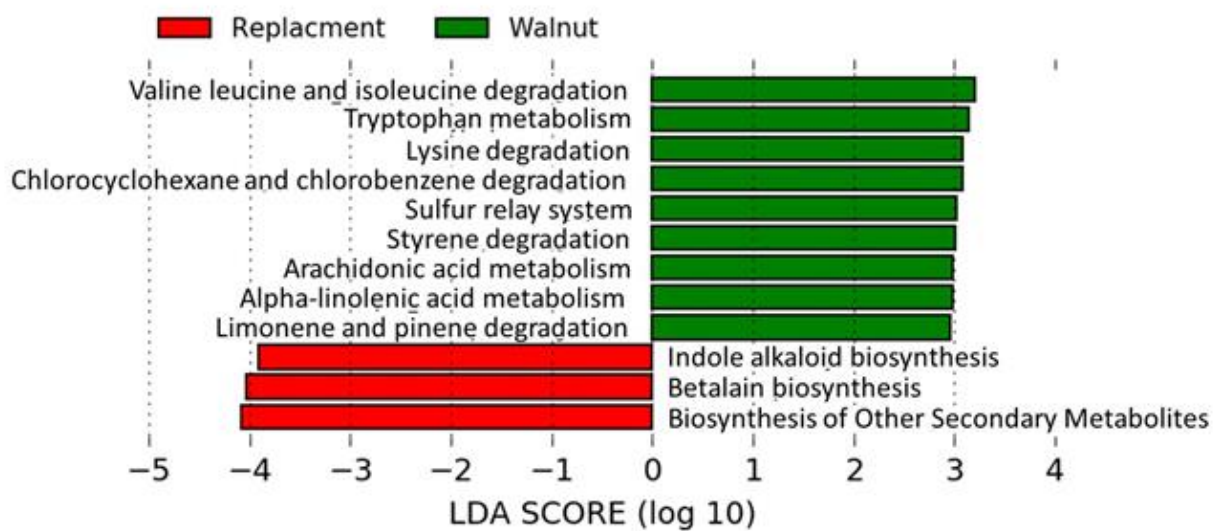 Replacment Walnut
Valine leucine and isoleucine degradation
Tryptophan metabolism
Lysine degradation
Chlorocyclohexane and chlorobenzene degradation
Sulfur relay system
Styrene degradation
Arachidonic acid metabolism
Alpha-linolenic acid metabolism
Limonene and pinene degradation
Indole alkaloid biosynthesis
Betalain biosynthesis
Biosynthesis of Other Secondary Metabolites
−5 −4 −3 −2 −1 0 1 2 3 4
LDA SCORE (log 10)